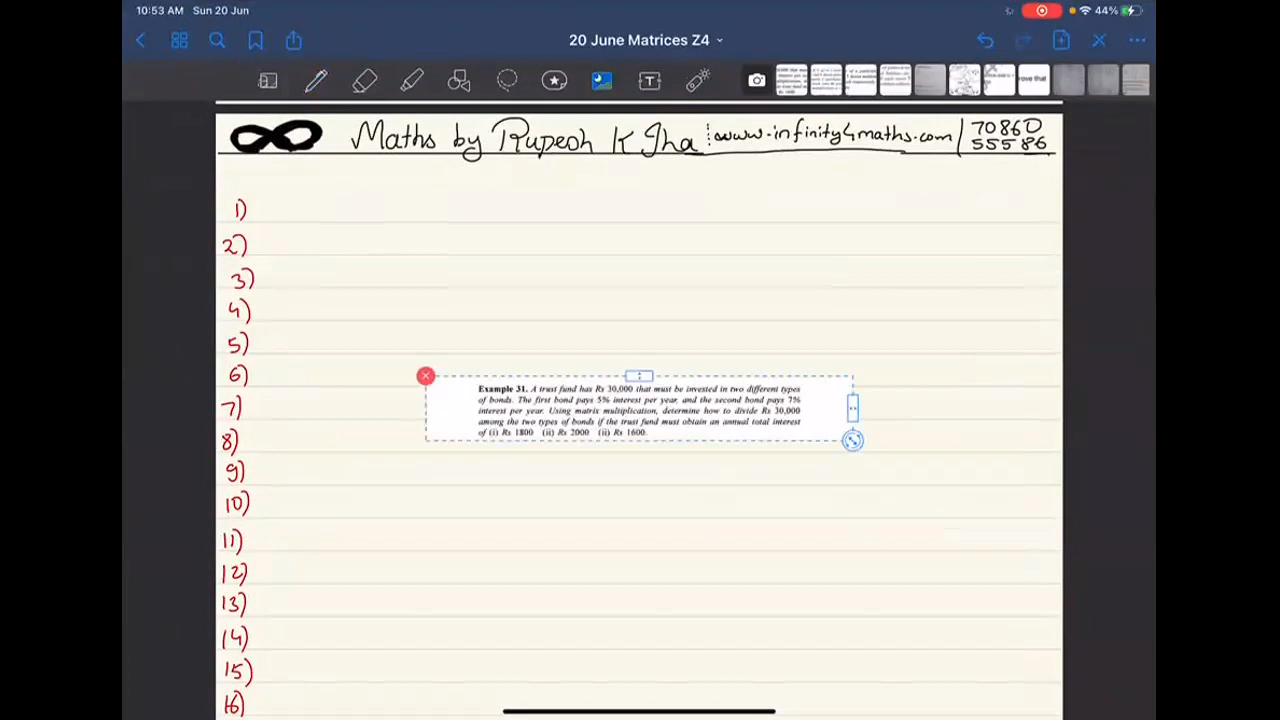 10:53 AM Sun 20 Jun
44%
20 June Matrices Z4
Maths by Rupesh K Jha www.infinity4maths.com 70860 55586
1)
2)
3)
4)
5)
6)
Example 31. A trust fund has Rs 30,000 that must be invested in two different types
of bonds. The first bond pays 5% interest per year, and the second bond pays 7%
interest per year. Using matrix multiplication, determine how to divide Rs 30,000
among the two types of bonds if the trust fund must obtain an annual total interest
of (i) Rs 1800 (ii) Rs 2000 (ii) Rs 1600.
7)
8)
9)
10)
11)
12)
13)
14)
15)
16)